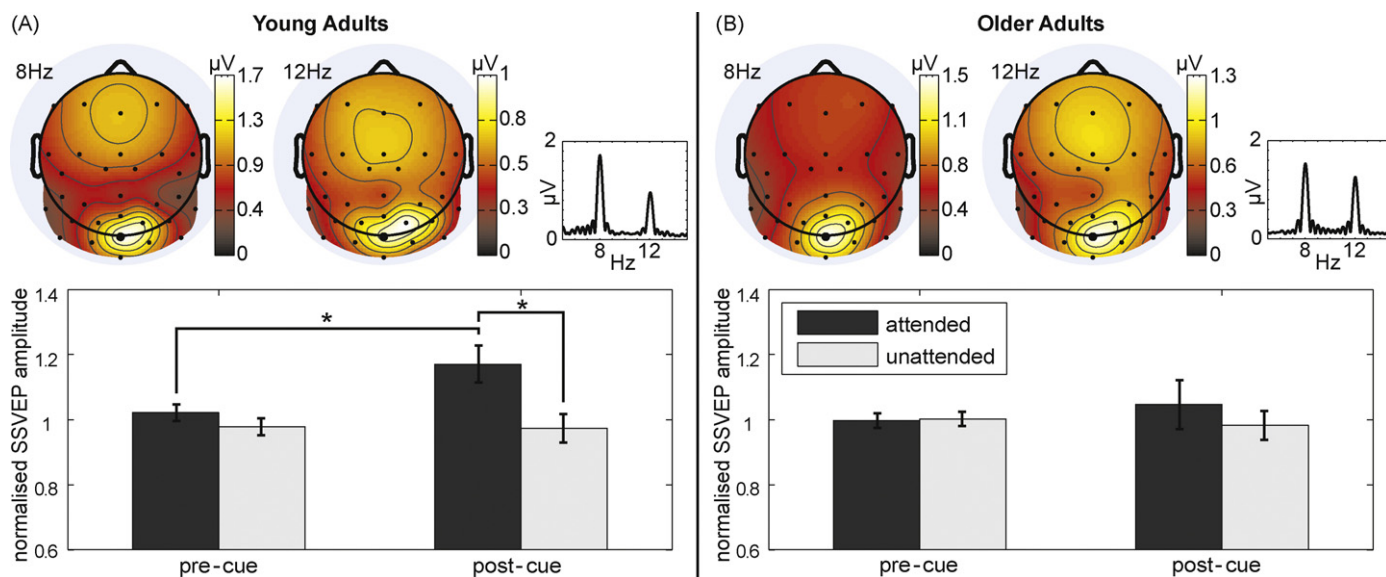 (A) Young Adults
8Hz
µV
1.7
1.3
0.9
0.4
0
12Hz
µV
1
0.8
0.5
0.3
0
2
µV
0
8 12
Hz
1.4
1.2
1
0.8
0.6
normalised SSVEP amplitude
*
*
pre-cue post-cue
(B) Older Adults
8Hz
µV
1.5
1.1
0.8
0.4
0
12Hz
µV
1.3
1
0.6
0.3
0
2
µV
0
8 12
Hz
1.4
1.2
1
0.8
0.6
normalised SSVEP amplitude
attended
unattended
pre-cue post-cue